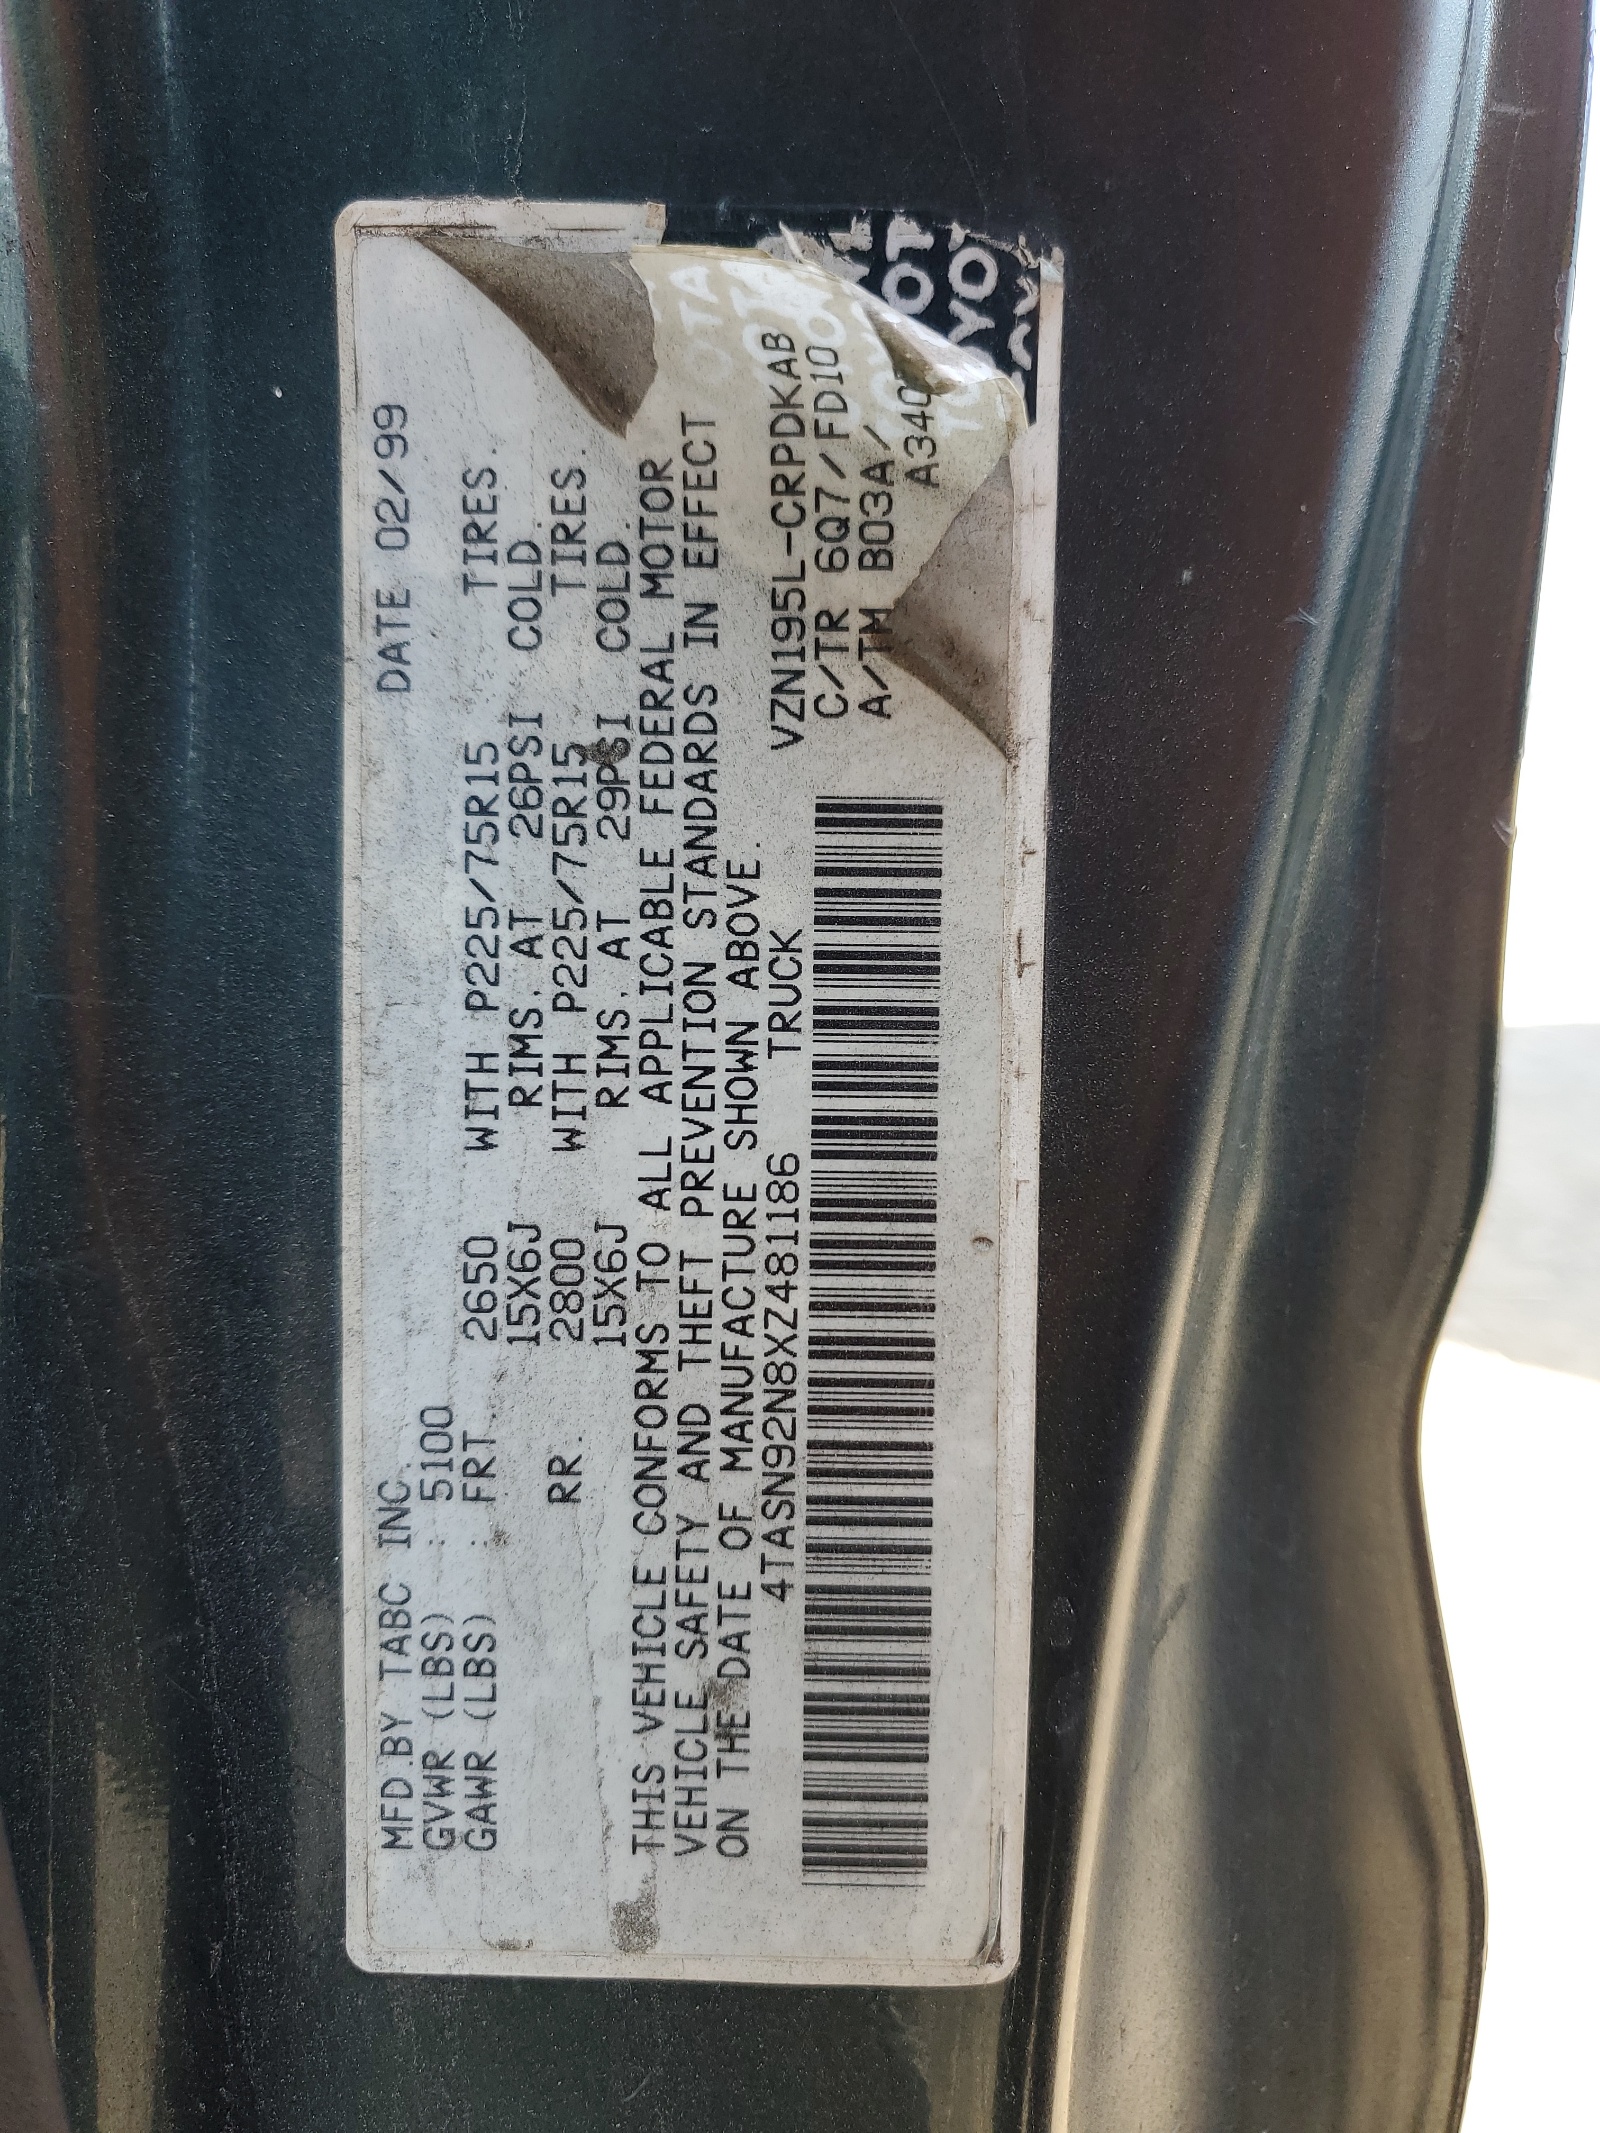 MFD.BY TABC INC. DATE 02/99
GVWR (LBS) : 5100
GAWR (LBS) : FRT. 2650 WITH P225/75R15 TIRES.
15X6J RIMS. AT 26PSI COLD.
RR. 2800 WITH P225/75R15 TIRES.
15X6J RIMS. AT 29PSI COLD.
THIS VEHICLE CONFORMS TO ALL APPLICABLE FEDERAL MOTOR
VEHICLE SAFETY AND THEFT PREVENTION STANDARDS IN EFFECT
ON THE DATE OF MANUFACTURE SHOWN ABOVE.
4TASN92N8XZ481186 TRUCK VZN195L-CRPDKAB
C/TR 6Q7/FD10
A/TM B03A/